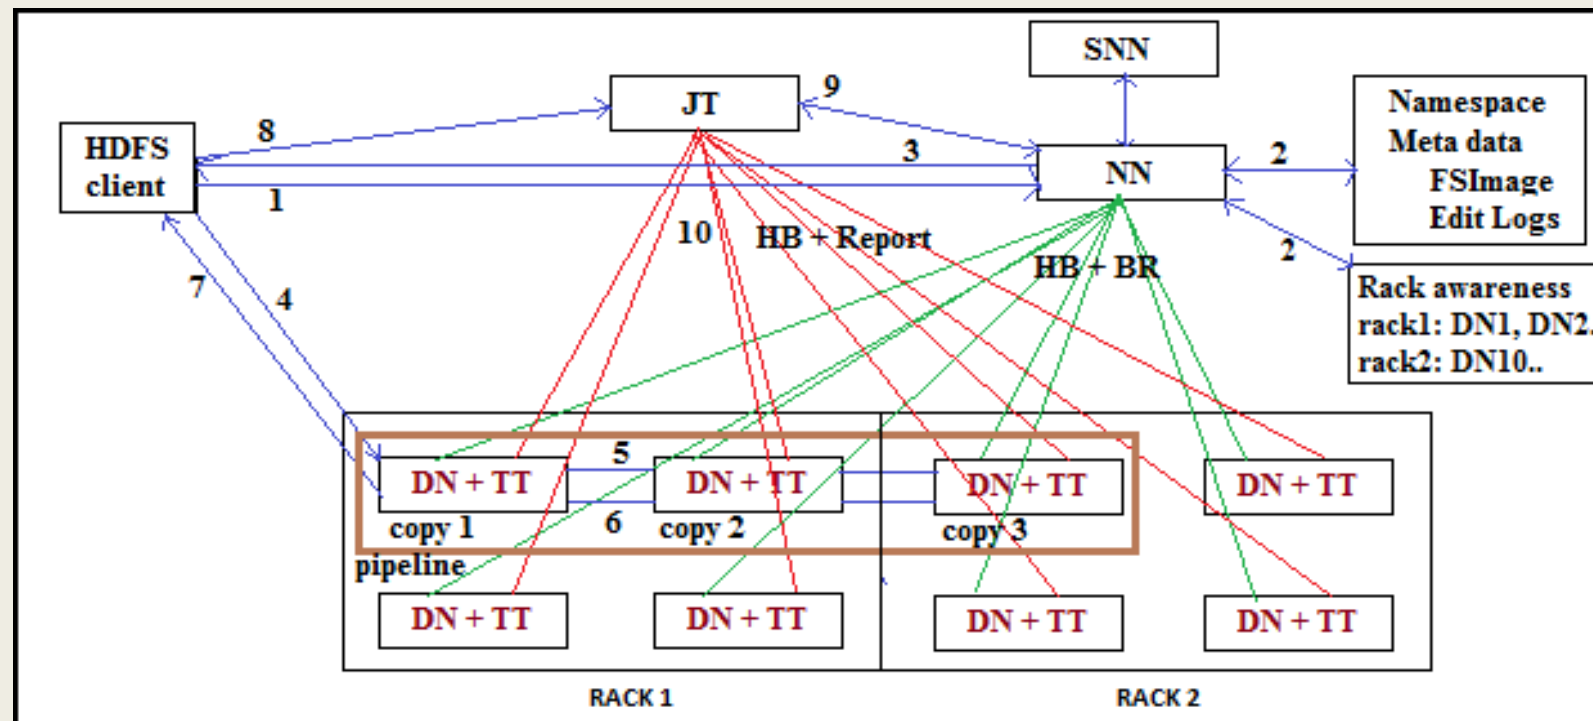 SNN
9
JT
Namespace
Meta data
FSImage
Edit Logs
8
HDFS
client
3
2
NN
1
10
HB + Report
2
HB + BR
7
4
Rack awareness
rack1: DN1, DN2.
rack2: DN10..
5
DN + TT
DN + TT
DN + TT
DN + TT
6
copy 1
copy 2
copy 3
pipeline
DN + TT
DN + TT
DN + TT
DN + TT
RACK 1
RACK 2